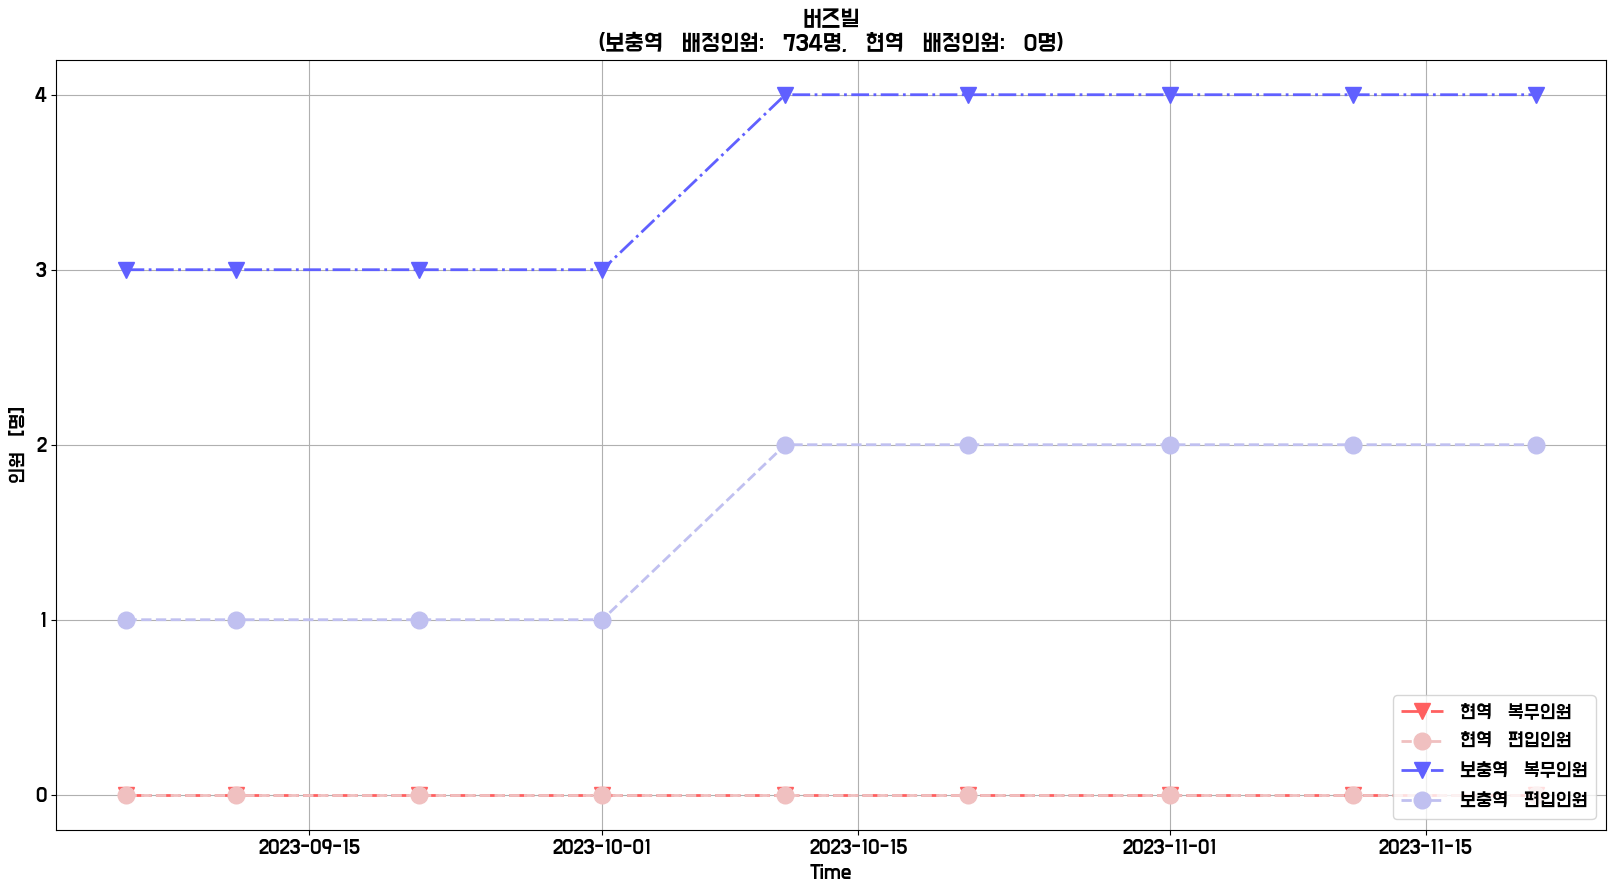 버즈빌
(보충역 배정인원: 734명, 현역 배정인원: 0명)
인원 [명]
4
3
2
1
0
현역 복무인원
현역 편입인원
보충역 복무인원
보충역 편입인원
2023-09-15
2023-10-01
2023-10-15
2023-11-01
2023-11-15
Time